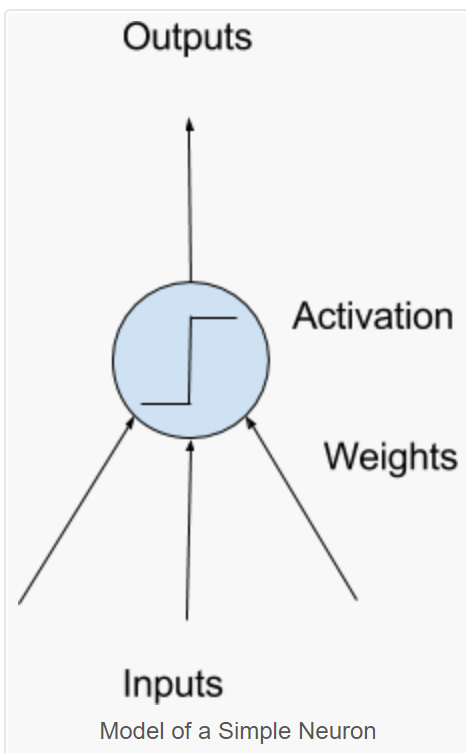 Outputs
Activation
Weights
Inputs
Model of a Simple Neuron